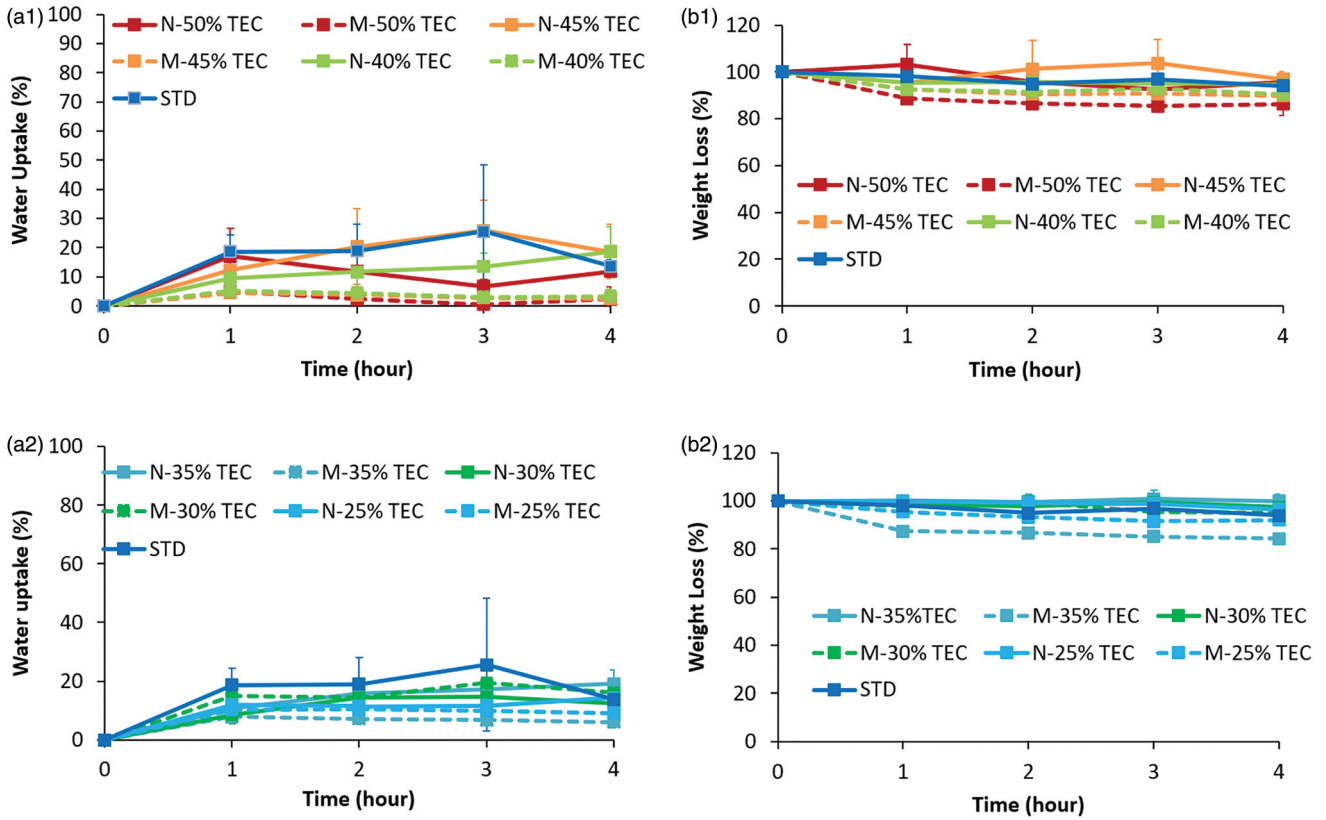 (a1)
Water Uptake (%)
100
90
80
70
60
50
40
30
20
10
0
N-50% TEC M-50% TEC N-45% TEC
M-45% TEC N-40% TEC M-40% TEC
STD
0 1 2 3 4
Time (hour)
(b1)
Weight Loss (%)
120
100
80
60
40
20
0
N-50% TEC M-50% TEC N-45% TEC
M-45% TEC N-40% TEC M-40% TEC
STD
0 1 2 3 4
Time (hour)
(a2)
Water uptake (%)
100
80
60
40
20
0
N-35% TEC M-35% TEC N-30% TEC
M-30% TEC N-25% TEC M-25% TEC
STD
0 1 2 3 4
Time (hour)
(b2)
Weight Loss (%)
120
100
80
60
40
20
0
N-35%TEC M-35% TEC N-30% TEC
M-30% TEC N-25% TEC M-25% TEC
STD
0 1 2 3 4
Time (hour)